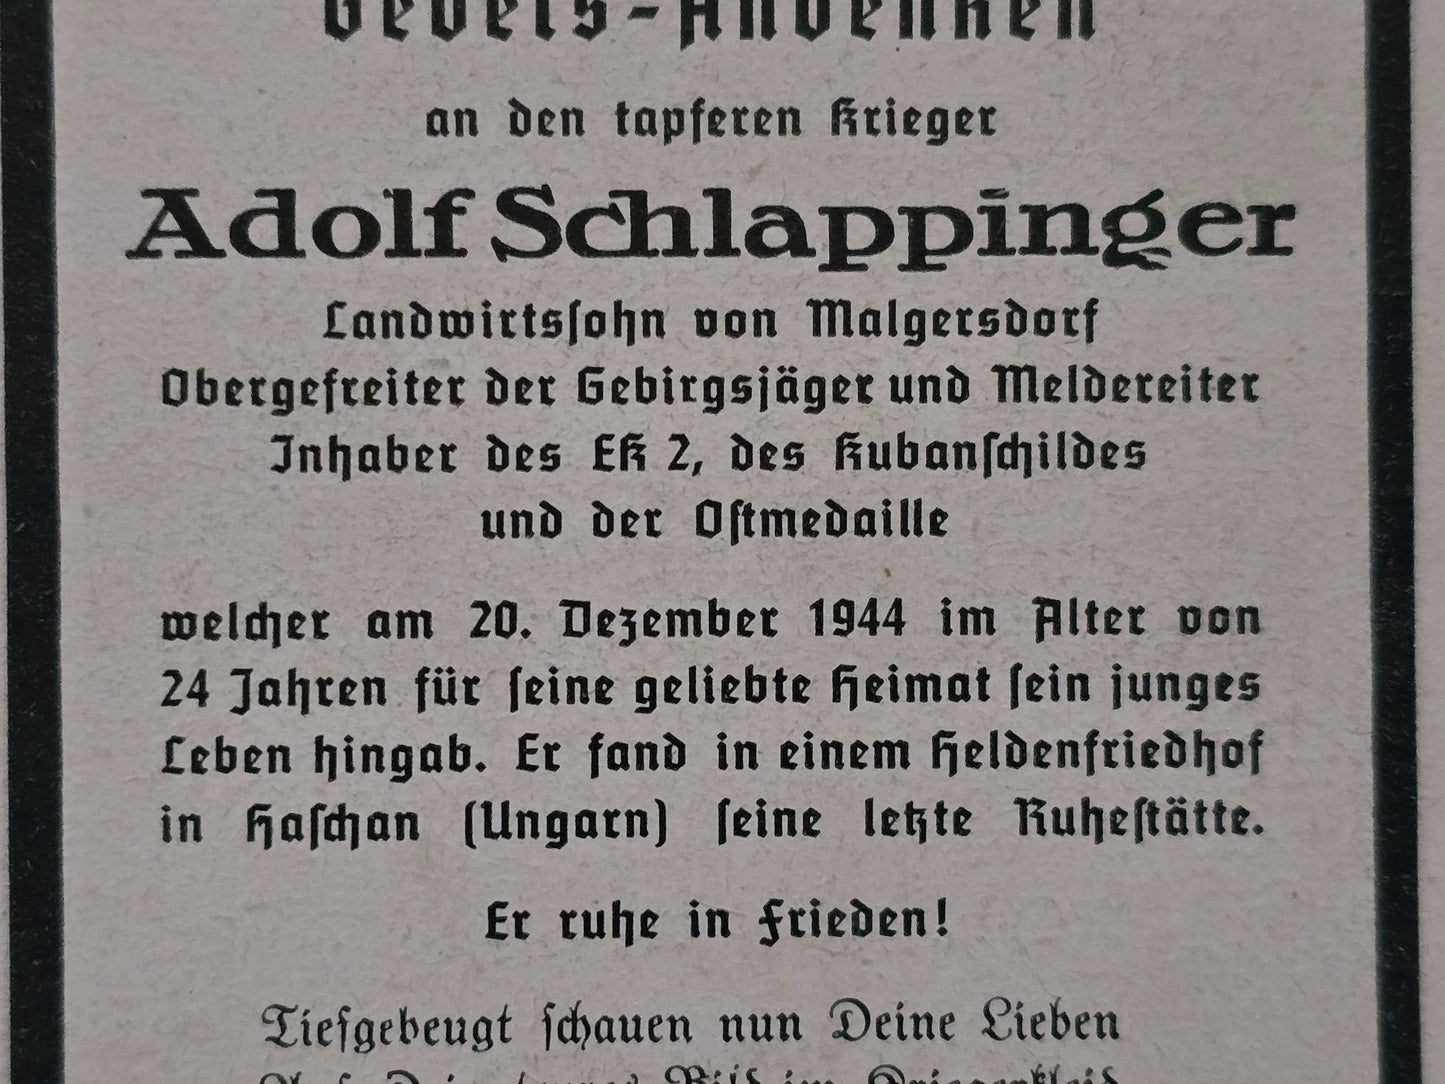 Gebets-Andenken
an den tapferen Krieger
Adolf Schlappinger
Landwirtsſohn von Malgersdorf
Obergefreiter der Gebirgsjäger und Meldereiter
Inhaber des EK 2, des Kubanſchildes
und der Oſtmedaille
welcher am 20. Dezember 1944 im Alter von
24 Jahren für ſeine geliebte Heimat ſein junges
Leben hingab. Er fand in einem Heldenfriedhof
in Haſchan (Ungarn) ſeine letzte Ruheſtätte.
Er ruhe in Frieden!
Tiefgebeugt ſchauen nun Deine Lieben